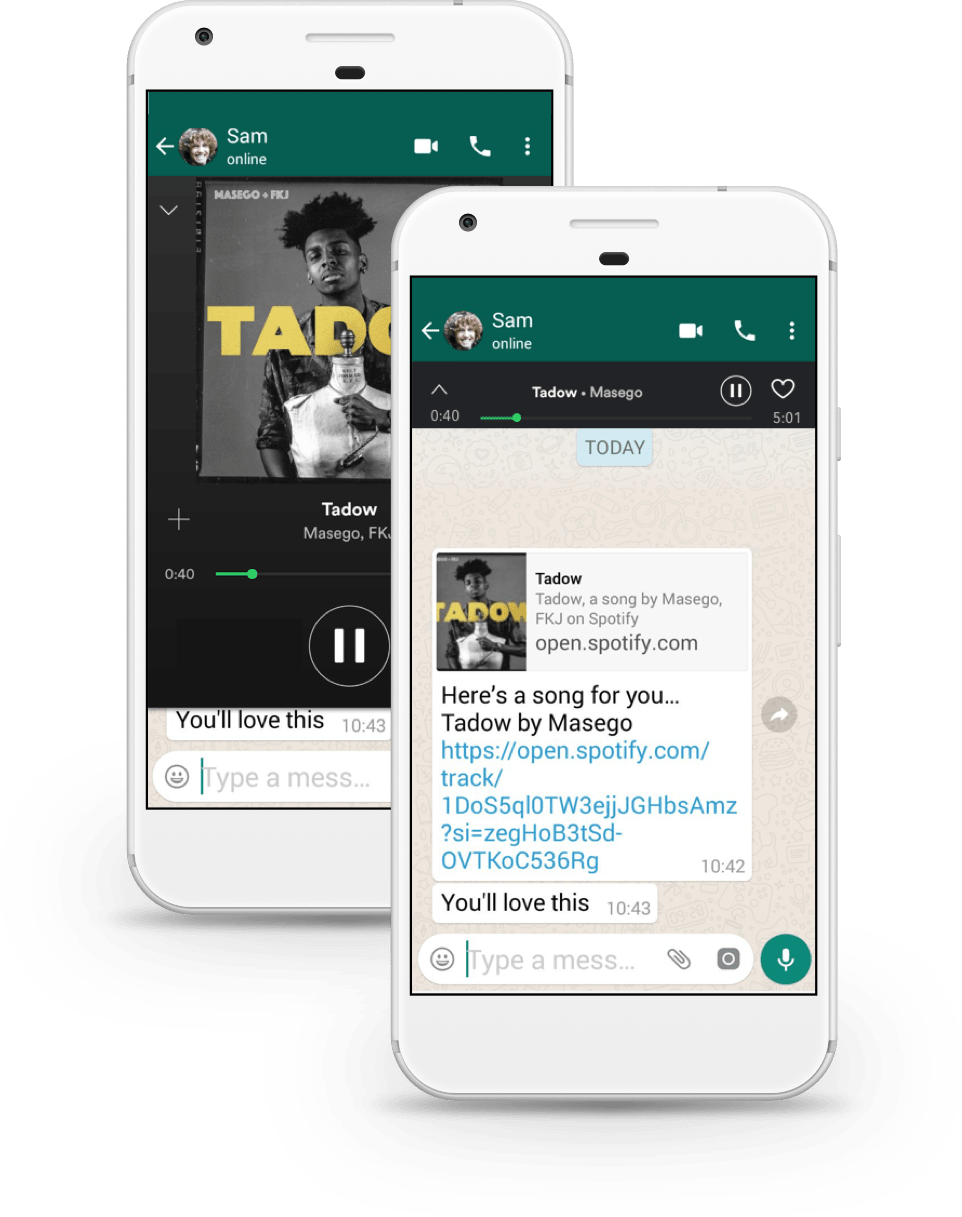 Sam
online
MASEGO + FKJ
TADO
Tadow
Masego, FK
0:40
You'll love this 10:43
Type a mess...
Sam
online
Tadow • Masego
0:40
5:01
TODAY
TADOW
Tadow
Tadow, a song by Masego,
FKJ on Spotify
open.spotify.com
Here's a song for you…
Tadow by Masego
https://open.spotify.com/
track/
1DoS5ql0TW3ejjJGHbsAmz
?si=zegHoB3tSd-
OVTKoC536Rg
10:42
You'll love this 10:43
Type a mess...